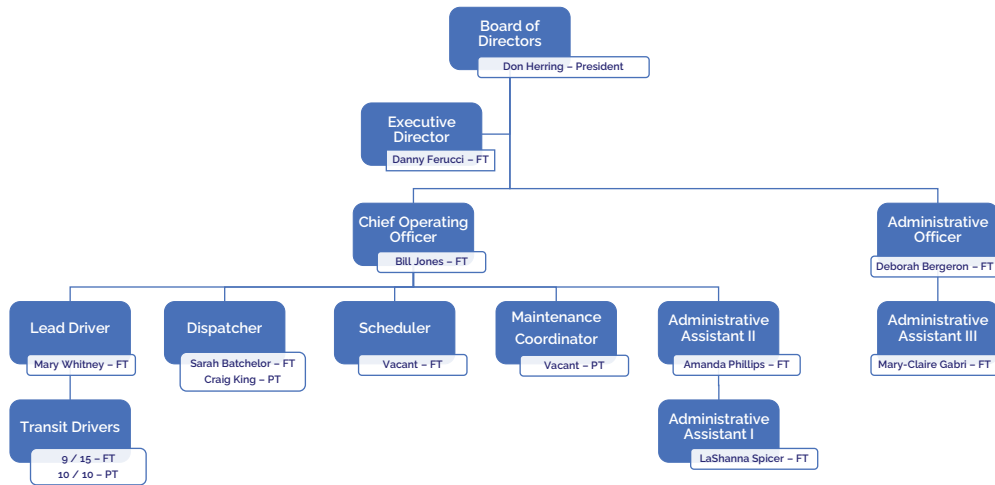 Board of
Directors
Don Herring – President
Executive
Director
Danny Ferucci – FT
Chief Operating
Officer
Bill Jones – FT
Administrative
Officer
Deborah Bergeron – FT
Lead Driver
Mary Whitney – FT
Dispatcher
Sarah Batchelor – FT
Craig King – PT
Scheduler
Vacant – FT
Maintenance
Coordinator
Vacant – PT
Administrative
Assistant II
Amanda Phillips – FT
Administrative
Assistant III
Mary-Claire Gabri – FT
Transit Drivers
9 / 15 – FT
10 / 10 – PT
Administrative
Assistant I
LaShanna Spicer – FT